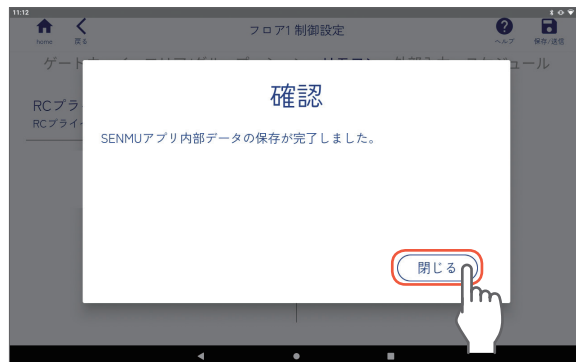 11:12
フロア1 制御設定
home
戻る
ヘルプ
保存/送信
RCプラ
RCプライ
確認
SENMUアプリ内部データの保存が完了しました。
閉じる